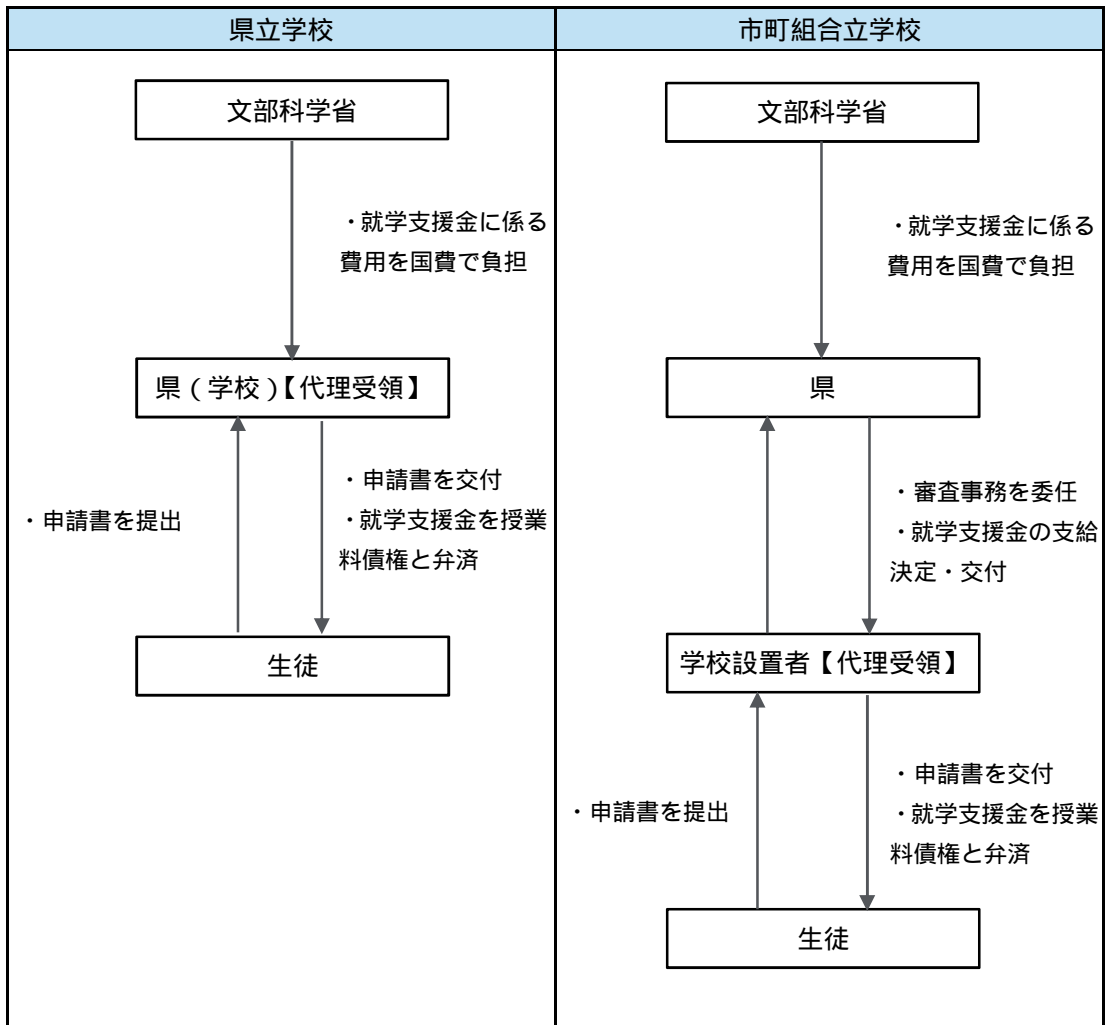 県立学校
文部科学省
・就学支援金に係る
費用を国費で負担
県（学校）【代理受領】
・申請書を提出
・申請書を交付
・就学支援金を授業
料債権と弁済
生徒
市町組合立学校
文部科学省
・就学支援金に係る
費用を国費で負担
県
・審査事務を委任
・就学支援金の支給
決定・交付
学校設置者【代理受領】
・申請書を提出
・申請書を交付
・就学支援金を授業
料債権と弁済
生徒